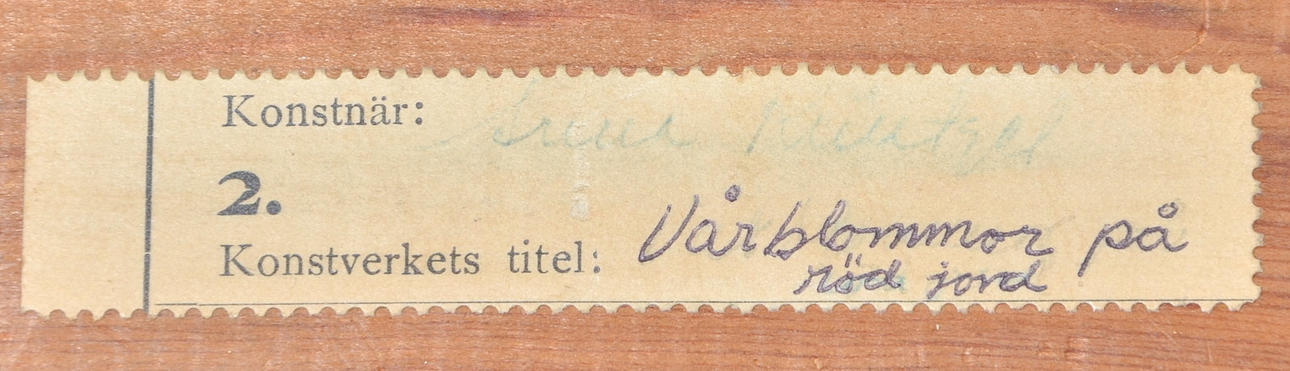 Konstnär:
2.
Konstverkets titel: Vårblommor på
röd jord